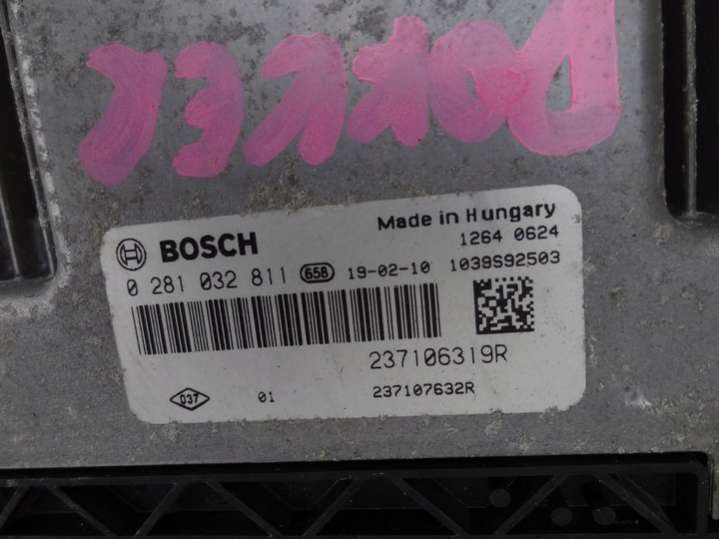 DOKKER
BOSCH
Made in Hungary
1264 0624
0 281 032 811 658 19-02-10 1039S92503
237106319R
037 01 237107632R